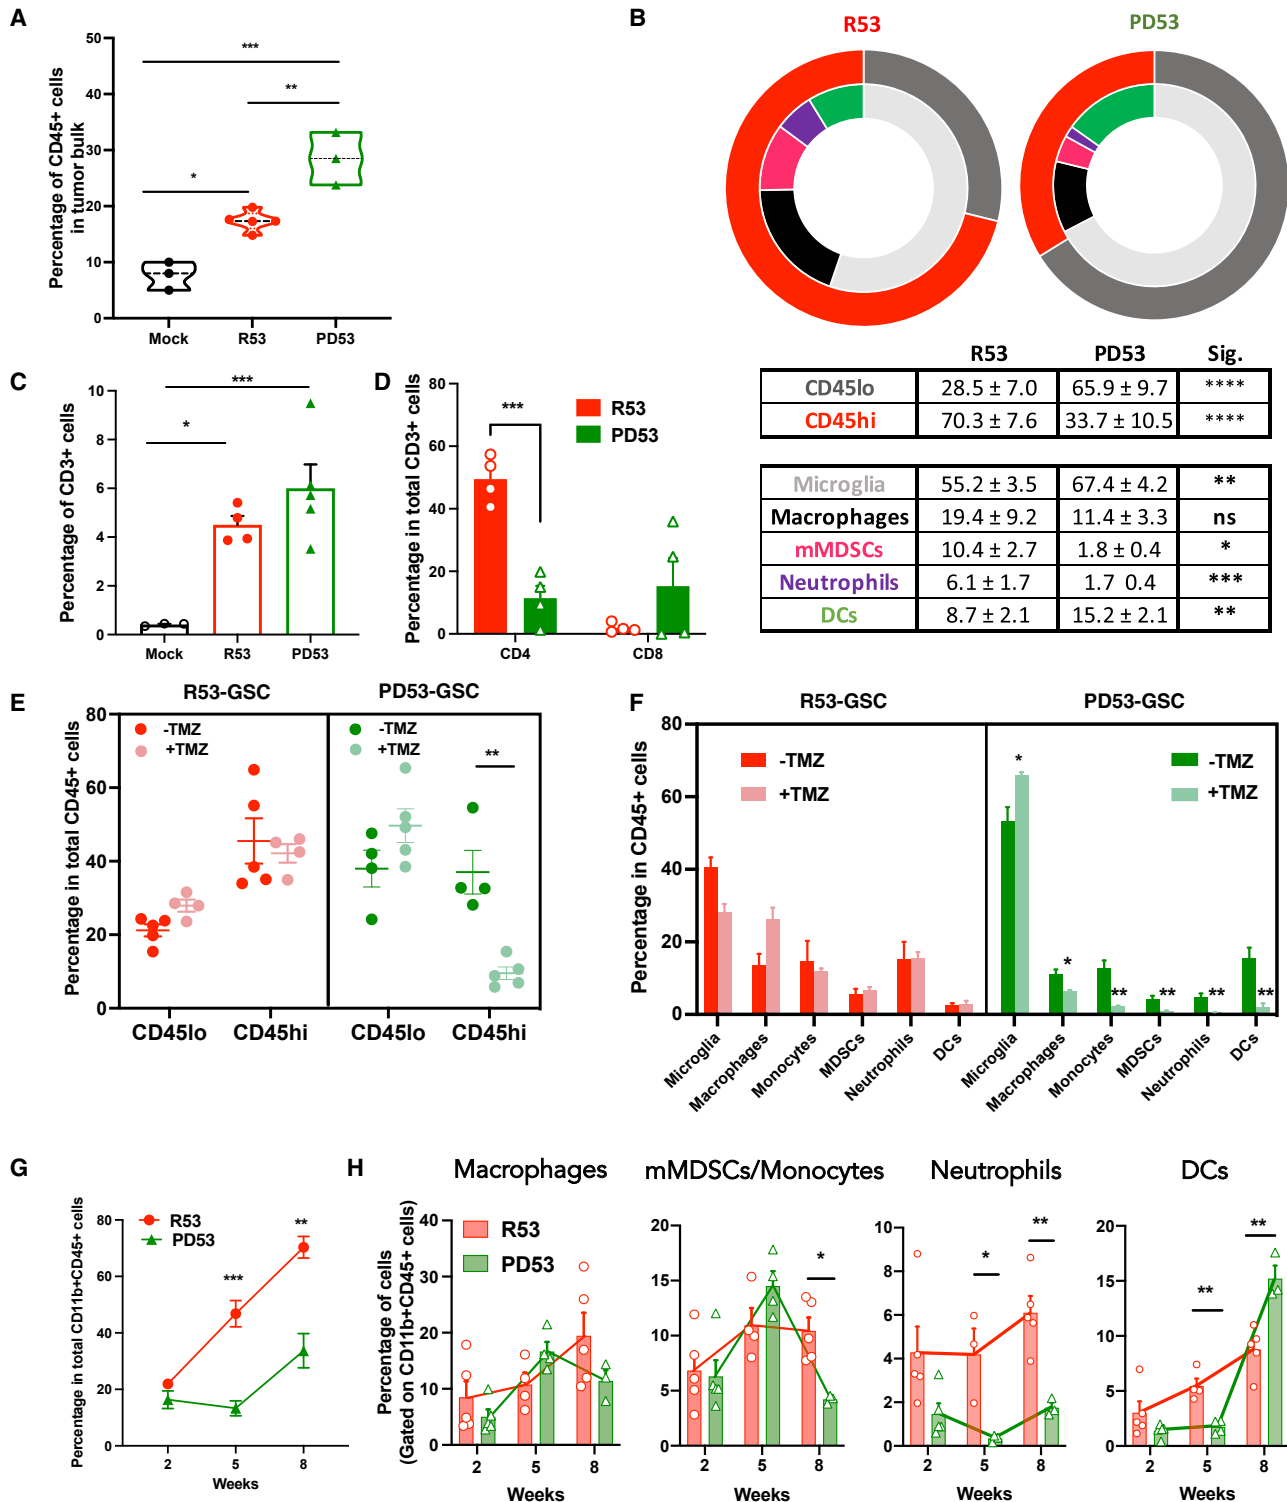 A
Percentage of CD45+ cells
in tumor bulk
50
40
30
20
10
0
***
**
*
Mock R53 PD53
B
R53 PD53
R53 PD53 Sig.
CD45lo 28.5 ± 7.0 65.9 ± 9.7 ****
CD45hi 70.3 ± 7.6 33.7 ± 10.5 ****
Microglia 55.2 ± 3.5 67.4 ± 4.2 **
Macrophages 19.4 ± 9.2 11.4 ± 3.3 ns
mMDSCs 10.4 ± 2.7 1.8 ± 0.4 *
Neutrophils 6.1 ± 1.7 1.7 0.4 ***
DCs 8.7 ± 2.1 15.2 ± 2.1 **
C
Percentage of CD3+ cells
10
8
6
4
2
0
***
*
Mock R53 PD53
D
Percentage in total CD3+ cells
80
60
40
20
0
***
R53
PD53
CD4 CD8
E
R53-GSC PD53-GSC
Percentage in total CD45+ cells
80
60
40
20
0
-TMZ
+TMZ
-TMZ
+TMZ
**
CD45lo CD45hi CD45lo CD45hi
F
R53-GSC PD53-GSC
Percentage in CD45+ cells
80
60
40
20
0
-TMZ
+TMZ
-TMZ
+TMZ
*
*
** ** ** **
Microglia Macrophages Monocytes MDSCs Neutrophils DCs Microglia Macrophages Monocytes MDSCs Neutrophils DCs
G
Percentage in total CD11b+CD45+ cells
80
60
40
20
0
R53
PD53
***
**
2 5 8
Weeks
H
Macrophages mMDSCs/Monocytes Neutrophils DCs
Percentage of cells
(Gated on CD11b+CD45+ cells)
40
30
20
10
0
R53
PD53
2 5 8
Weeks
20
15
10
5
0
*
2 5 8
Weeks
10
8
6
4
2
0
*
**
2 5 8
Weeks
20
15
10
5
0
**
**
2 5 8
Weeks